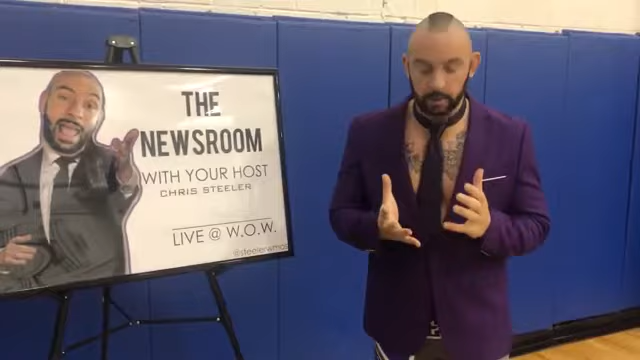 THE
NEWSROOM
WITH YOUR HOST
CHRIS STEELER
LIVE @ W.O.W.